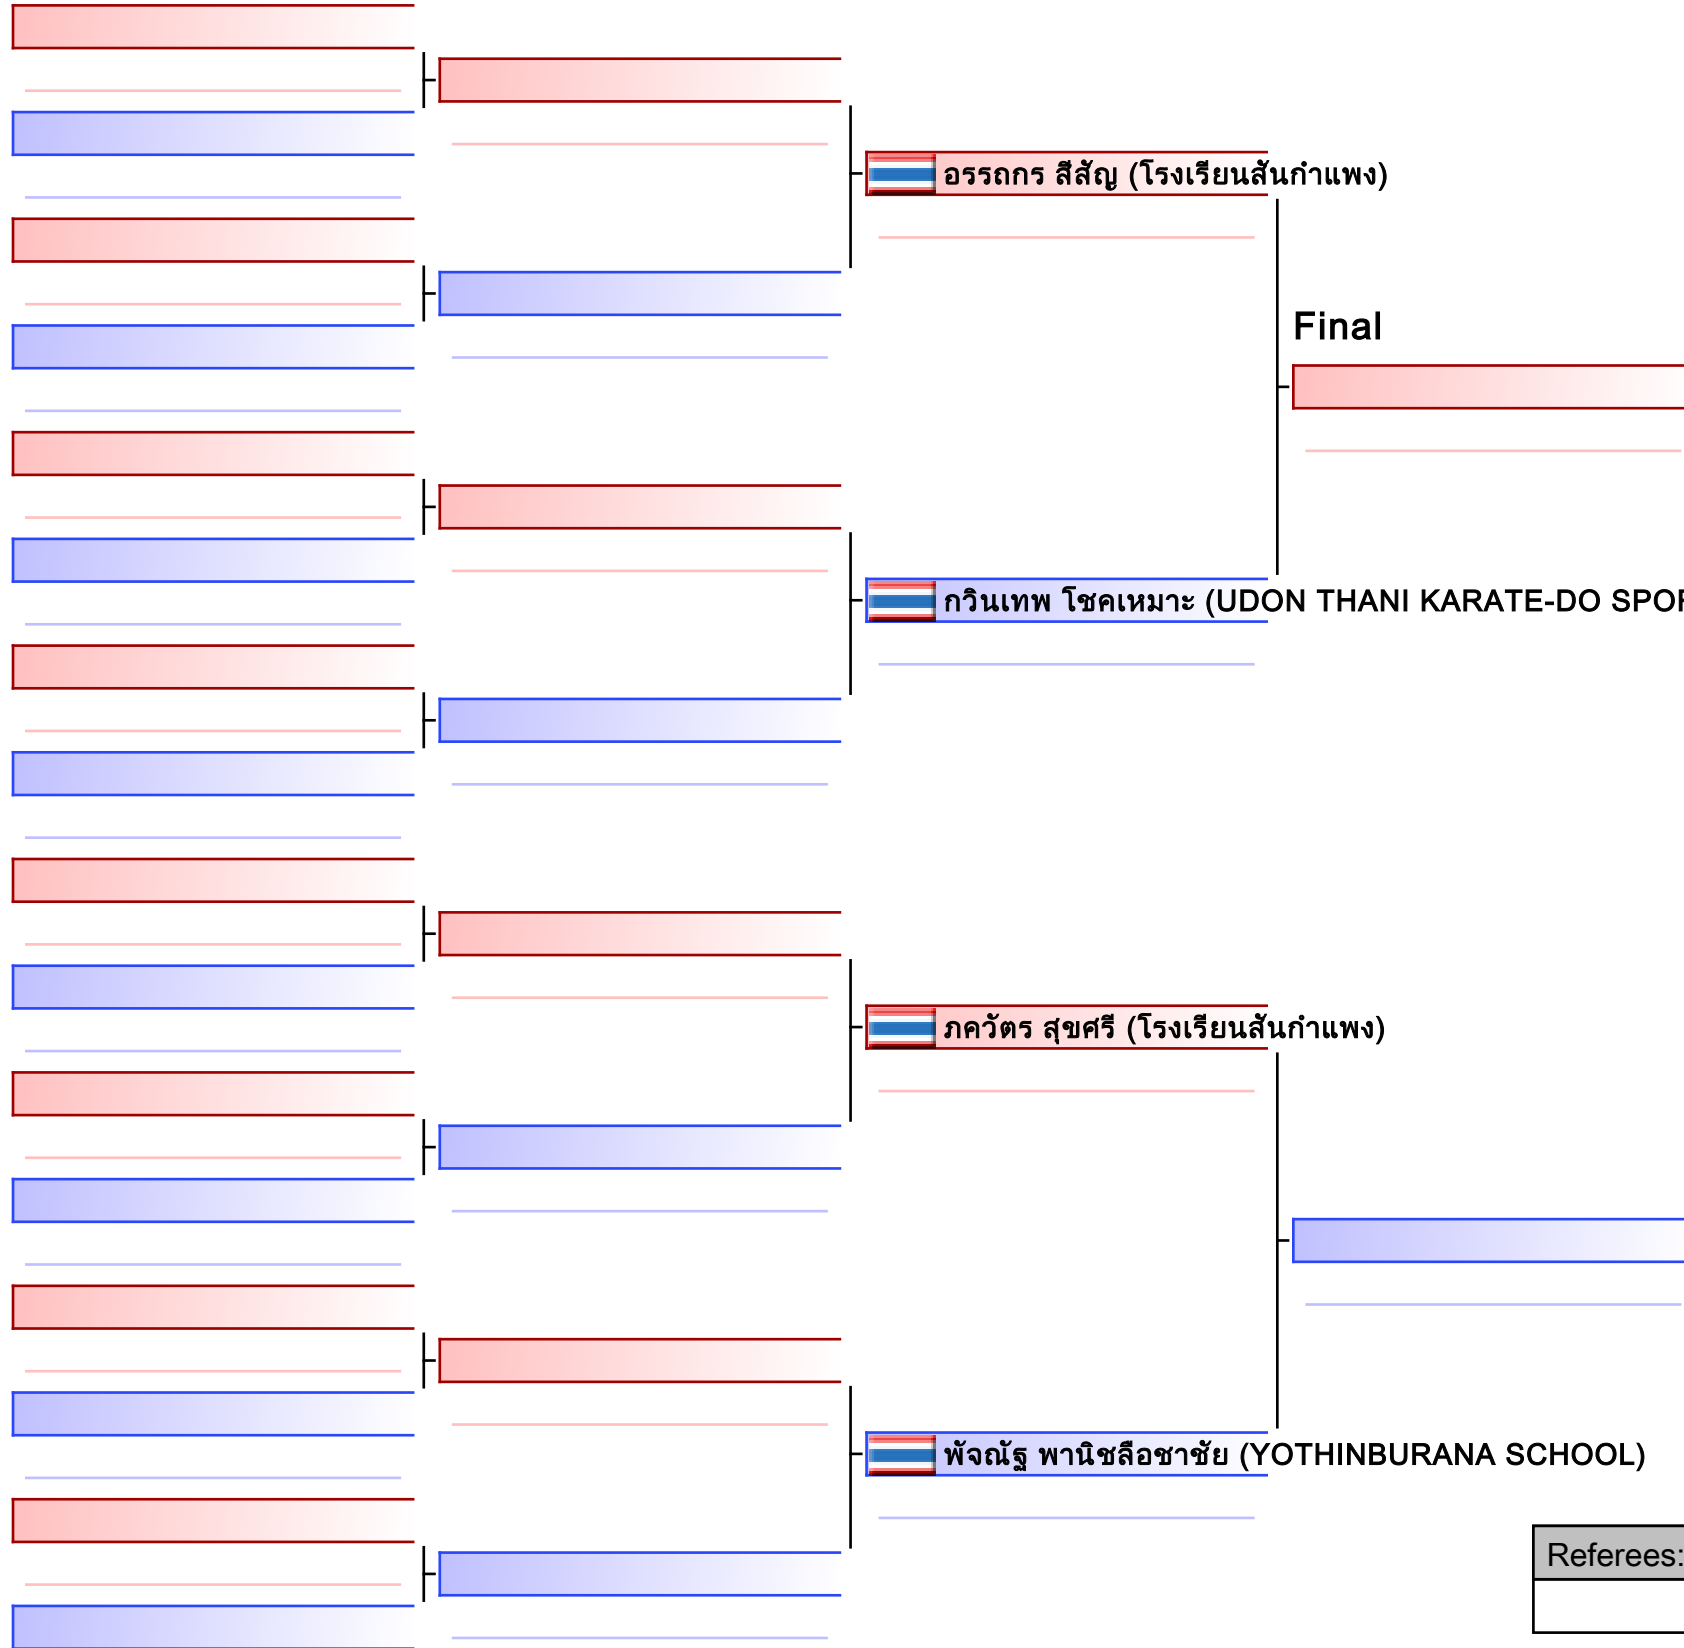 อรรถกร สีสัญ (โรงเรียนสันกำแพง)
Final
กวินเทพ โชคเหมาะ (UDON THANI KARATE-DO
ภควัตร สุขศรี (โรงเรียนสันกำแพง)
พัจณัฐ พานิชลือชาชัย (YOTHINBURANA SCHOOL)
Referees: